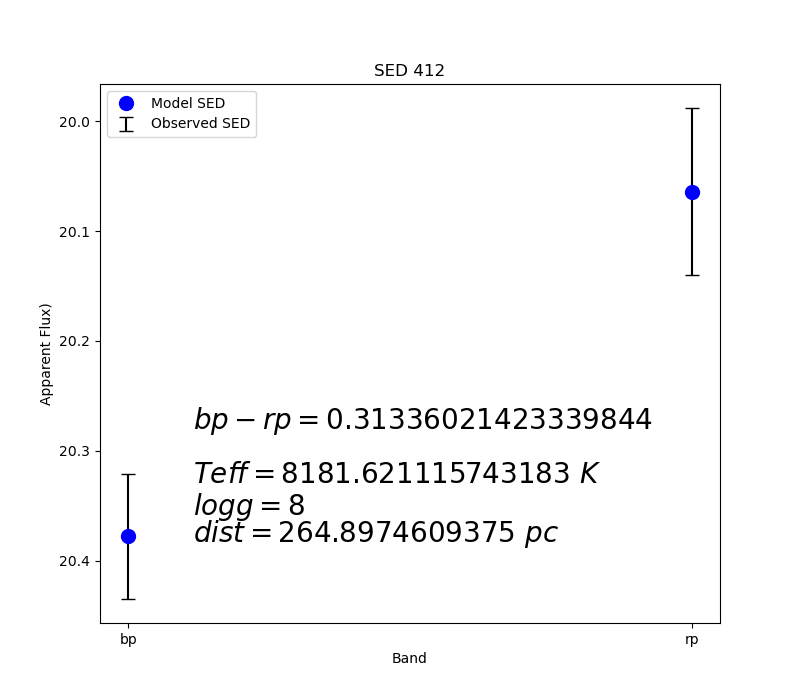 SED 412
Model SED
Observed SED
20.0
20.1
20.2
20.3
20.4
Apparent Flux)
bp − rp = 0.31336021423339844
Teff = 8181.621115743183 K
logg = 8
dist = 264.8974609375 pc
bp
rp
Band